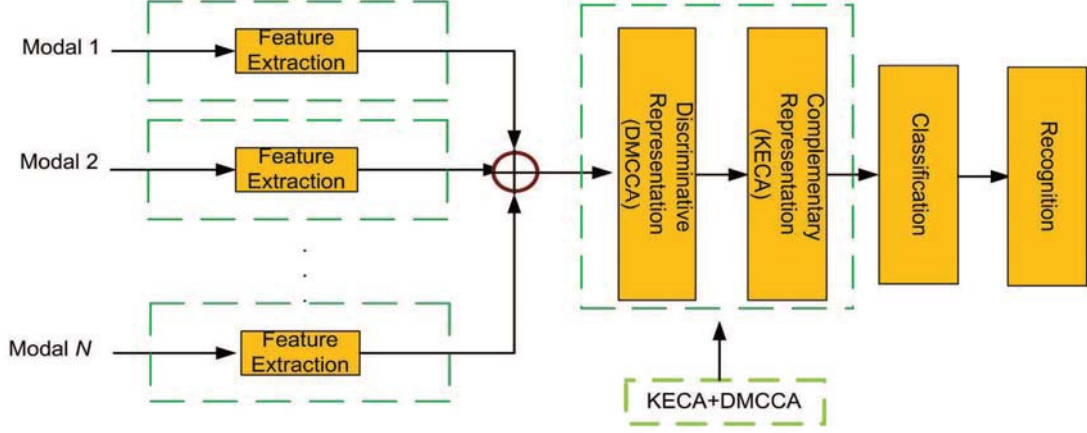 Modal 1
Feature
Extraction
Modal 2
Feature
Extraction
Modal N
Feature
Extraction
Discriminative
Representation
(DMCCA)
Complementary
Representation
(KECA)
Classification
Recognition
KECA+DMCCA